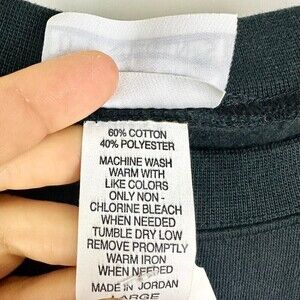 60% COTTON
40% POLYESTER
MACHINE WASH
WARM WITH
LIKE COLORS
ONLY NON -
CHLORINE BLEACH
WHEN NEEDED
TUMBLE DRY LOW
REMOVE PROMPTLY
WARM IRON
WHEN NEEDED
MADE IN JORDAN
LARGE